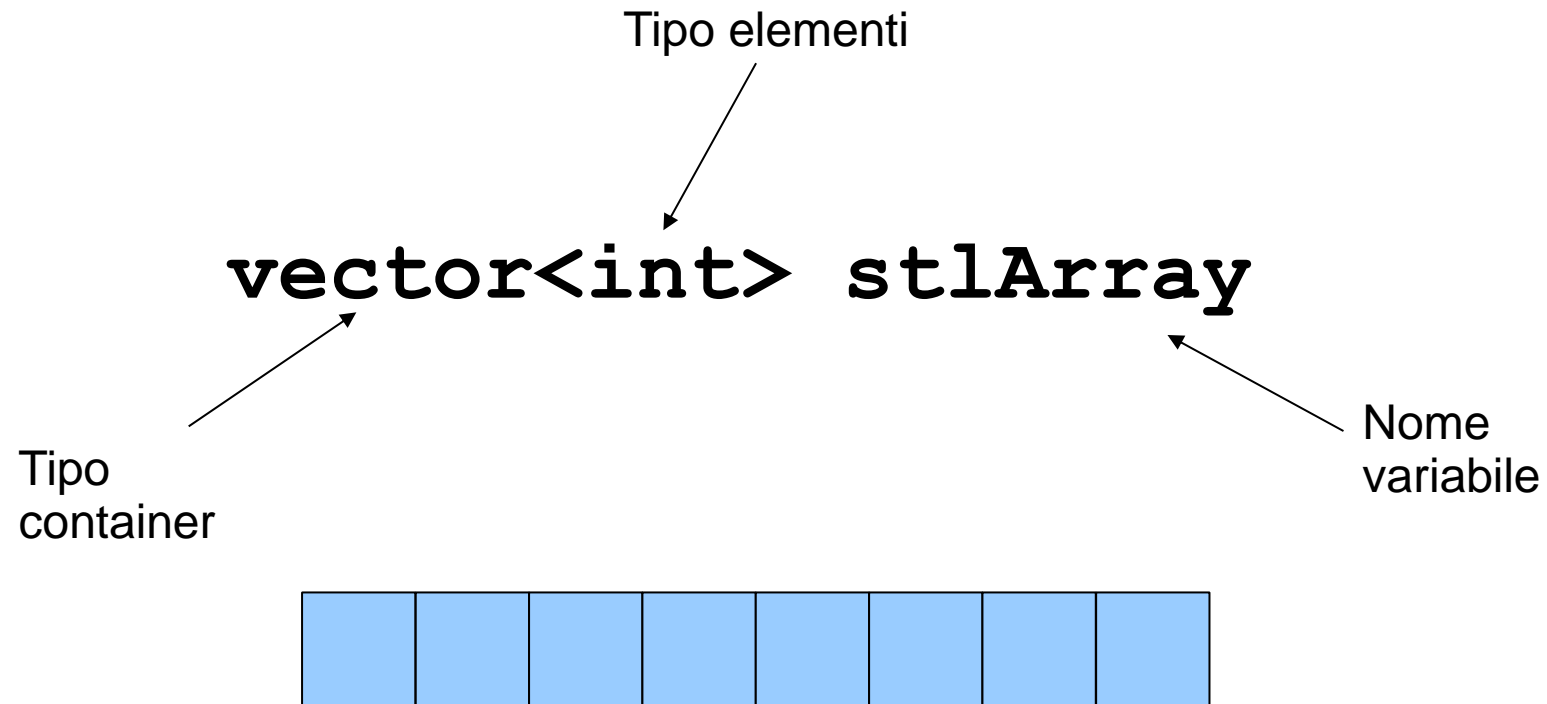 Tipo elementi
vector<int> stlArray
Tipo
container
Nome
variabile